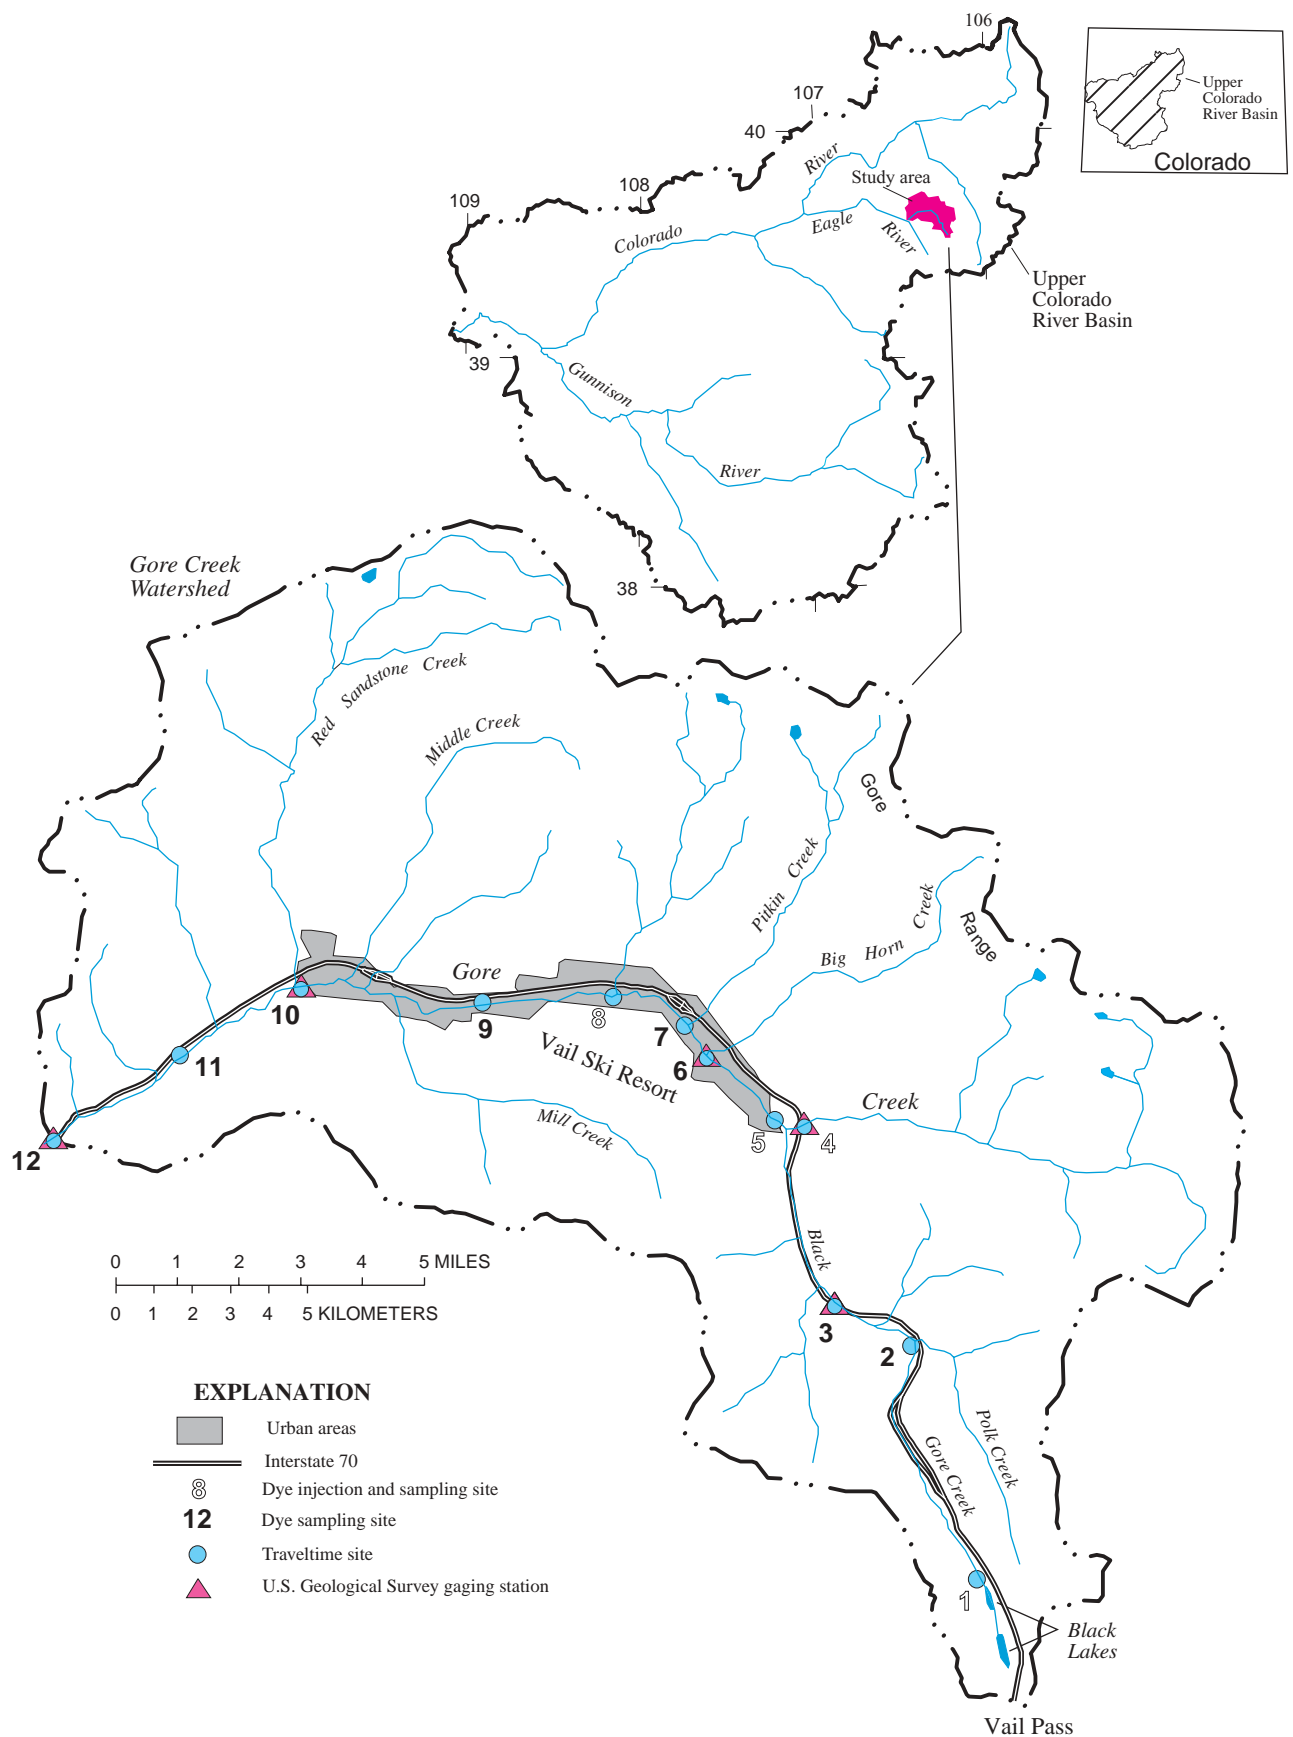 106
107
40
River
Study area
108
109
Colorado
Eagle
River
Upper
Colorado
River Basin
Colorado
Upper
Colorado
River Basin
39
Gunnison
River
38
Gore Creek
Watershed
Red Sandstone Creek
Middle Creek
Gore
Range
Pitkin Creek
Big Horn Creek
Gore
10
9
8
7
6
11
Vail Ski Resort
Creek
Mill Creek
5
4
12
Black
0 1 2 3 4 5 MILES
0 1 2 3 4 5 KILOMETERS
3
2
EXPLANATION
Urban areas
Interstate 70
8 Dye injection and sampling site
12 Dye sampling site
Traveltime site
U.S. Geological Survey gaging station
Polk Creek
Gore Creek
1
Black
Lakes
Vail Pass